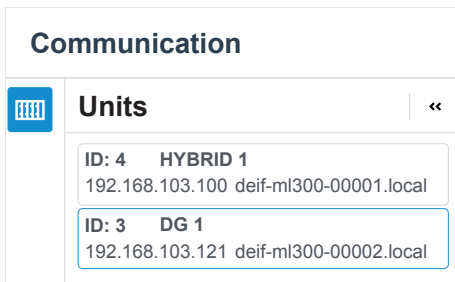 Communication
Units «
ID: 4 HYBRID 1
192.168.103.100 deif-ml300-00001.local
ID: 3 DG 1
192.168.103.121 deif-ml300-00002.local